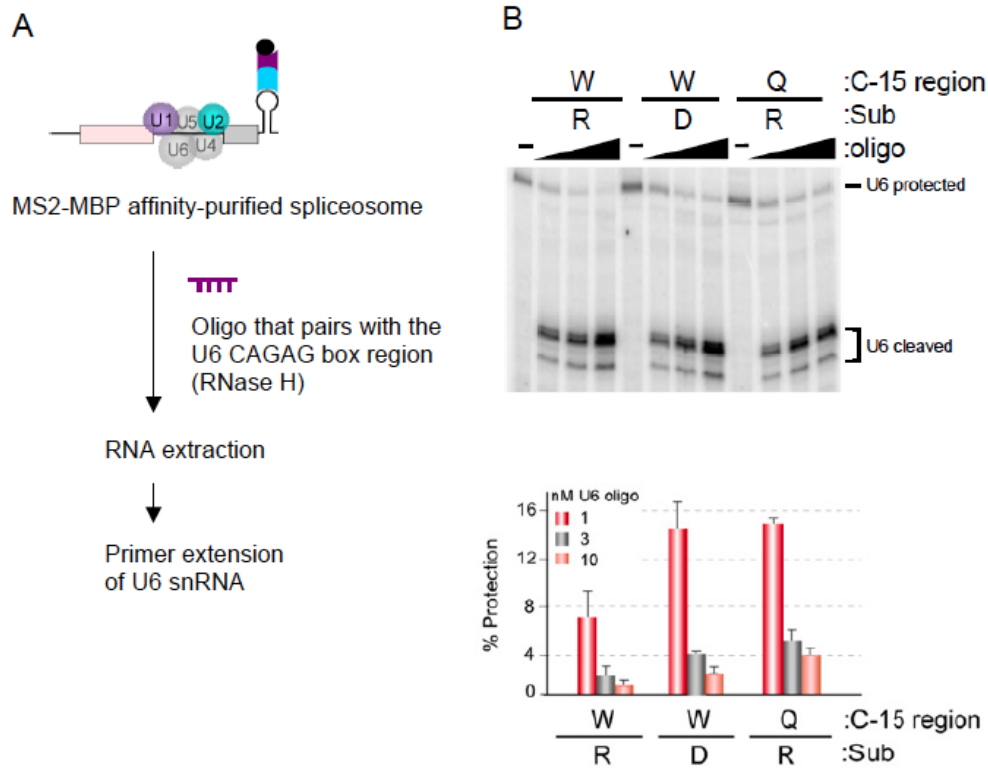 A
U1
U5
U2
U6
U4
MS2-MBP affinity-purified spliceosome
Oligo that pairs with the
U6 CAGAG box region
(RNase H)
RNA extraction
Primer extension
of U6 snRNA
B
W W Q :C-15 region
R D R :Sub
– – – :oligo
U6 protected
U6 cleaved
nM U6 oligo
1
3
10
% Protection
16
12
8
4
0
W W Q :C-15 region
R D R :Sub